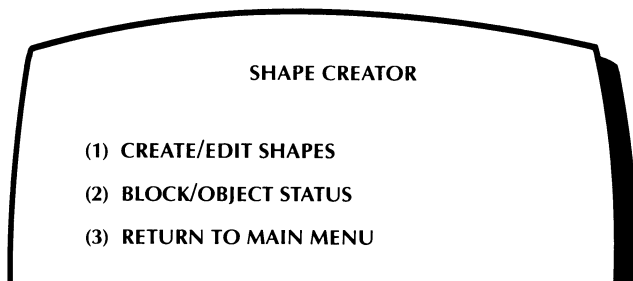 SHAPE CREATOR
(1) CREATE/EDIT SHAPES
(2) BLOCK/OBJECT STATUS
(3) RETURN TO MAIN MENU